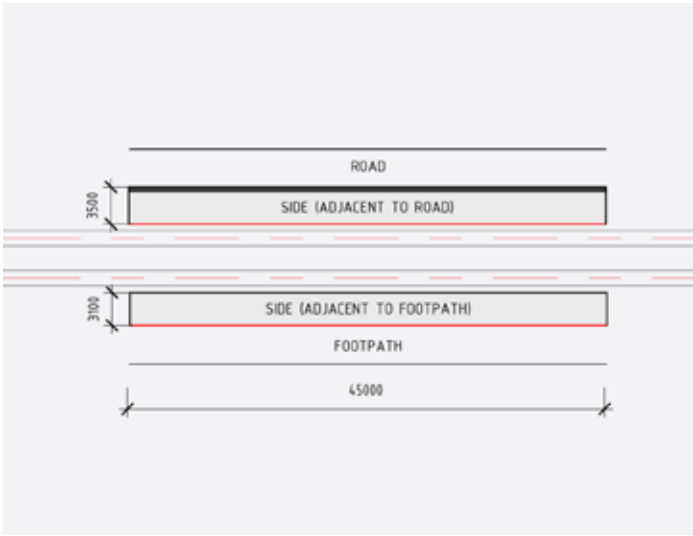 ROAD
3500
SIDE (ADJACENT TO ROAD)
3100
SIDE (ADJACENT TO FOOTPATH)
FOOTPATH
45000